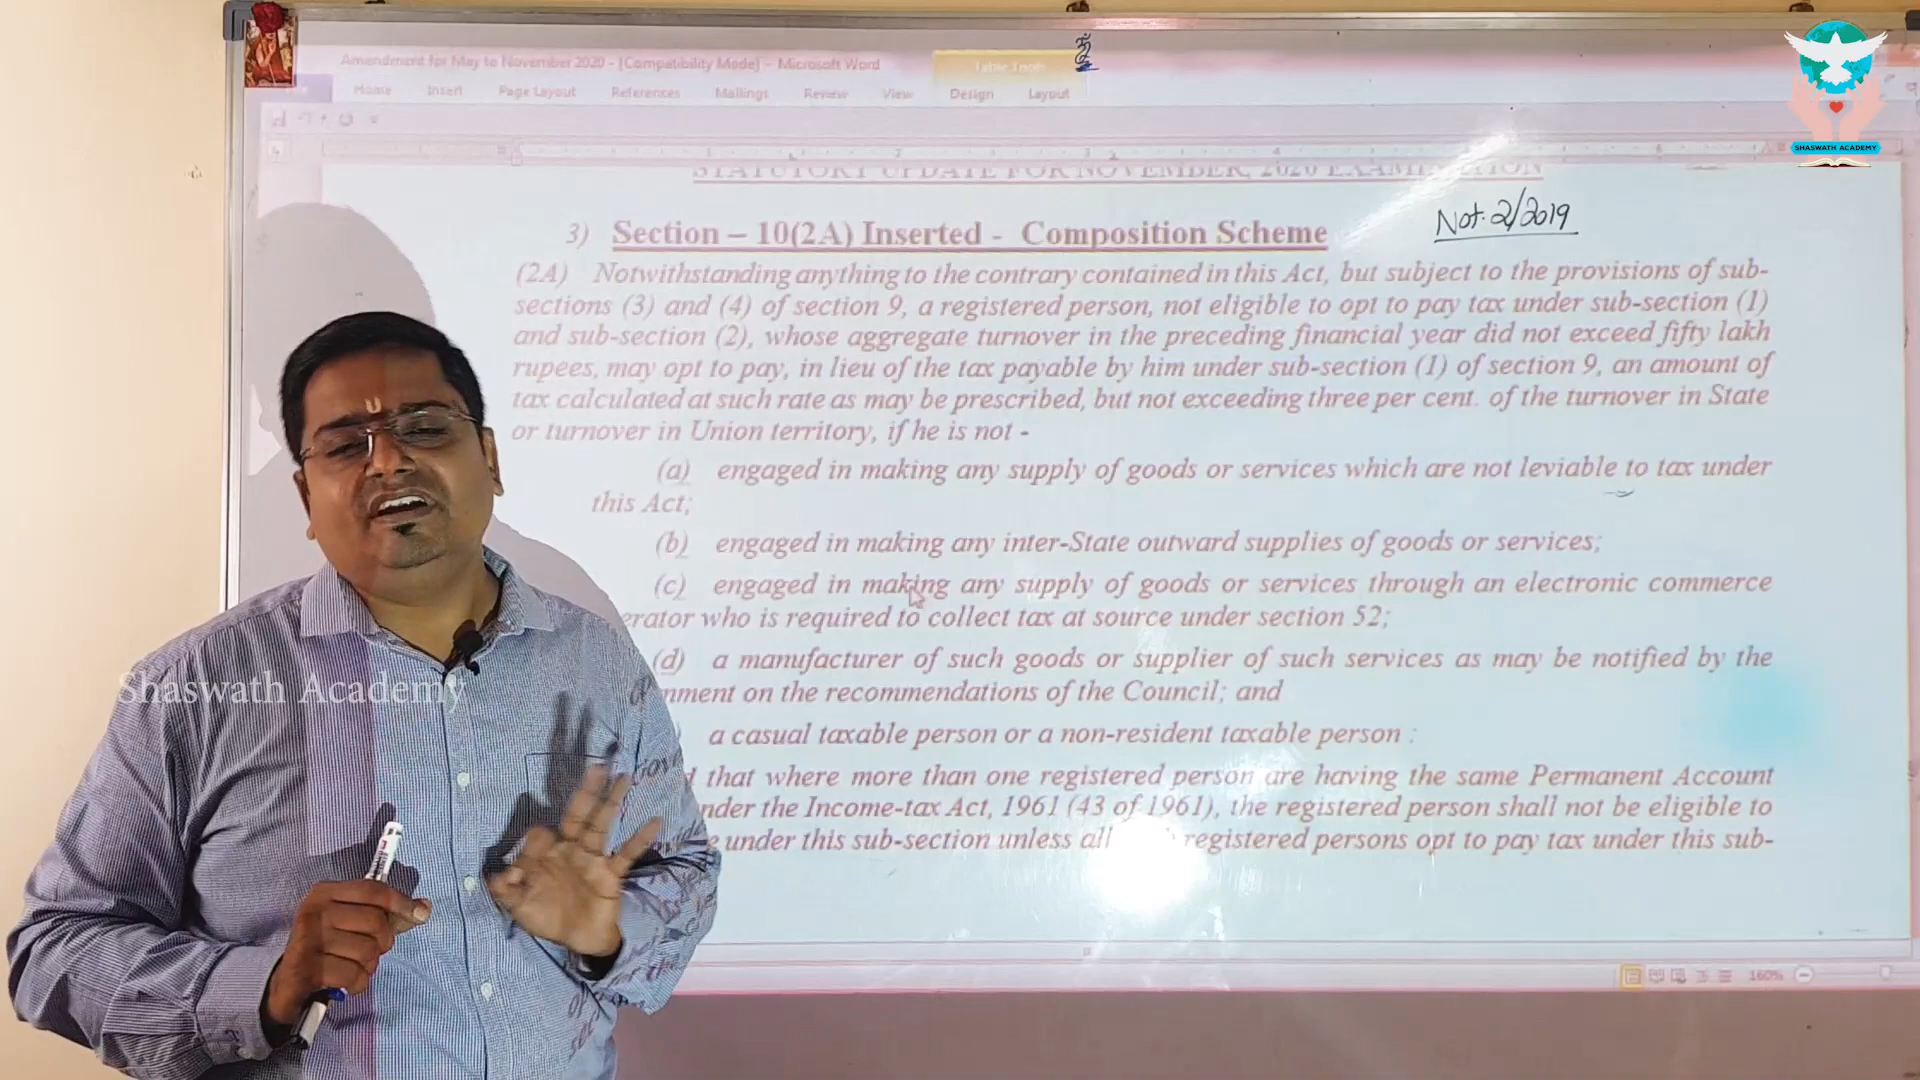 Amendment for May to November 2020 - [Compatibility Mode] - Microsoft Word
Table Tools
ॐ
Home Insert Page Layout References Mailings Review View Design Layout
SHASWATH ACADEMY
STATUTORY UPDATE FOR NOVEMBER, 2020 EXAMINATION
Not. 2/2019
3) Section – 10(2A) Inserted - Composition Scheme
(2A) Notwithstanding anything to the contrary contained in this Act, but subject to the provisions of sub-
sections (3) and (4) of section 9, a registered person, not eligible to opt to pay tax under sub-section (1)
and sub-section (2), whose aggregate turnover in the preceding financial year did not exceed fifty lakh
rupees, may opt to pay, in lieu of the tax payable by him under sub-section (1) of section 9, an amount of
tax calculated at such rate as may be prescribed, but not exceeding three per cent. of the turnover in State
or turnover in Union territory, if he is not -
(a) engaged in making any supply of goods or services which are not leviable to tax under
this Act;
(b) engaged in making any inter-State outward supplies of goods or services;
(c) engaged in making any supply of goods or services through an electronic commerce
erator who is required to collect tax at source under section 52;
(d) a manufacturer of such goods or supplier of such services as may be notified by the
nment on the recommendations of the Council; and
a casual taxable person or a non-resident taxable person :
that where more than one registered person are having the same Permanent Account
nder the Income-tax Act, 1961 (43 of 1961), the registered person shall not be eligible to
under this sub-section unless all registered persons opt to pay tax under this sub-
Shaswath Academy
160%